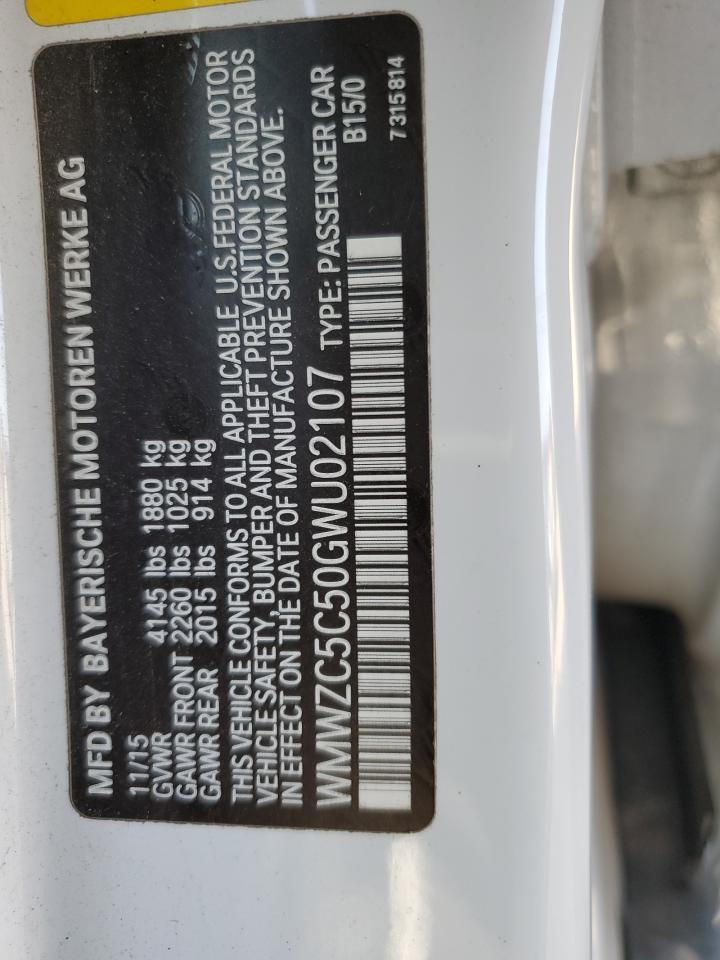 MFD BY BAYERISCHE MOTOREN WERKE AG
11/15
GVWR 4145 lbs 1880 kg
GAWR FRONT 2260 lbs 1025 kg
GAWR REAR 2015 lbs 914 kg
THIS VEHICLE CONFORMS TO ALL APPLICABLE U.S.FEDERAL MOTOR
VEHICLE SAFETY, BUMPER AND THEFT PREVENTION STANDARDS
IN EFFECT ON THE DATE OF MANUFACTURE SHOWN ABOVE.
WMWZC5C50GWU02107 TYPE: PASSENGER CAR
B15/0
7315814